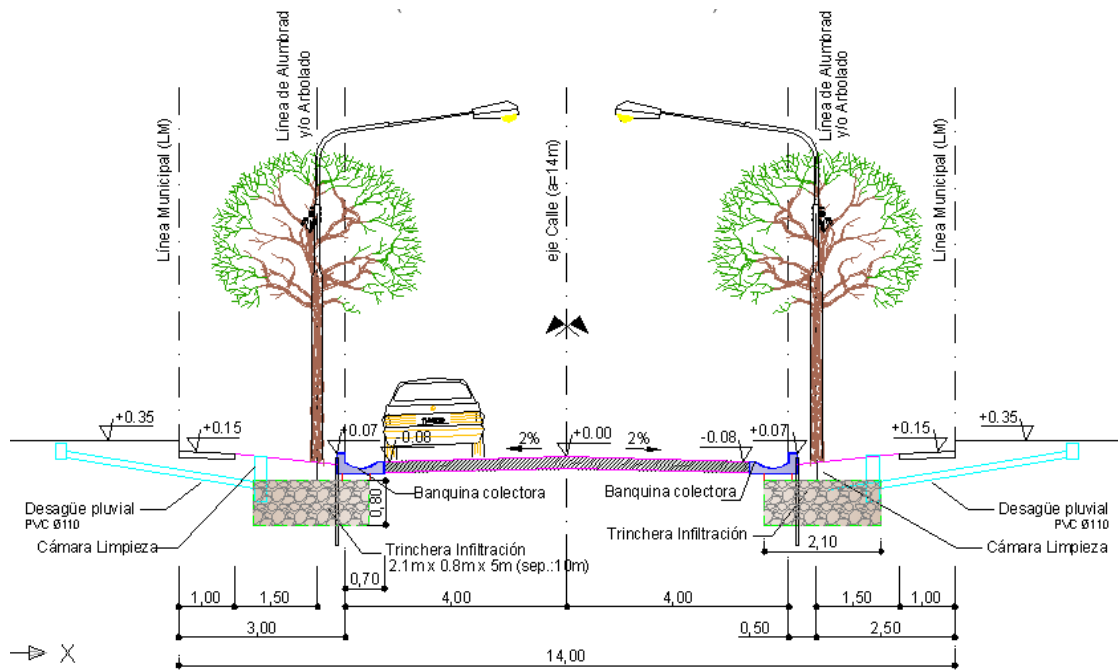 Línea de Alumbrad
y/o Arbolado
Línea Municipal (LM)
eje Calle (a=14m)
Línea de Alumbrad
y/o Arbolado
Línea Municipal (LM)
+0.35
+0.15
+0.07
-0.08
2%
+0.00
2%
-0.08
+0.07
+0.15
+0.35
Banquina colectora
Banquina colectora
0,80
Desagüe pluvial
PVC Ø110
Cámara Limpieza
Trinchera Infiltración
2.1m x 0.8m x 5m (sep.:10m)
Trinchera Infiltración
Desagüe pluvial
PVC Ø110
Cámara Limpieza
2,10
0,70
1,00
1,50
4,00
4,00
1,50
1,00
3,00
0,50
2,50
14,00
X